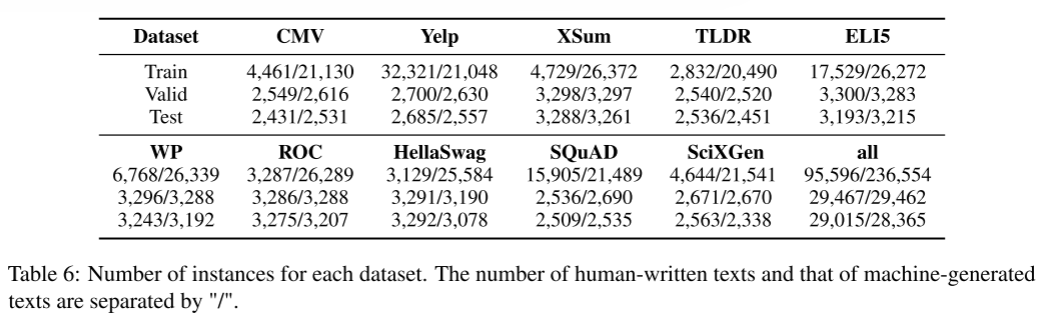 Dataset CMV Yelp XSum TLDR ELI5
Train 4,461/21,130 32,321/21,048 4,729/26,372 2,832/20,490 17,529/26,272
Valid 2,549/2,616 2,700/2,630 3,298/3,297 2,540/2,520 3,300/3,283
Test 2,431/2,531 2,685/2,557 3,288/3,261 2,536/2,451 3,193/3,215
WP ROC HellaSwag SQuAD SciXGen all
6,768/26,339 3,287/26,289 3,129/25,584 15,905/21,489 4,644/21,541 95,596/236,554
3,296/3,288 3,286/3,288 3,291/3,190 2,536/2,690 2,671/2,670 29,467/29,462
3,243/3,192 3,275/3,207 3,292/3,078 2,509/2,535 2,563/2,338 29,015/28,365
Table 6: Number of instances for each dataset. The number of human-written texts and that of machine-generated
texts are separated by "/".